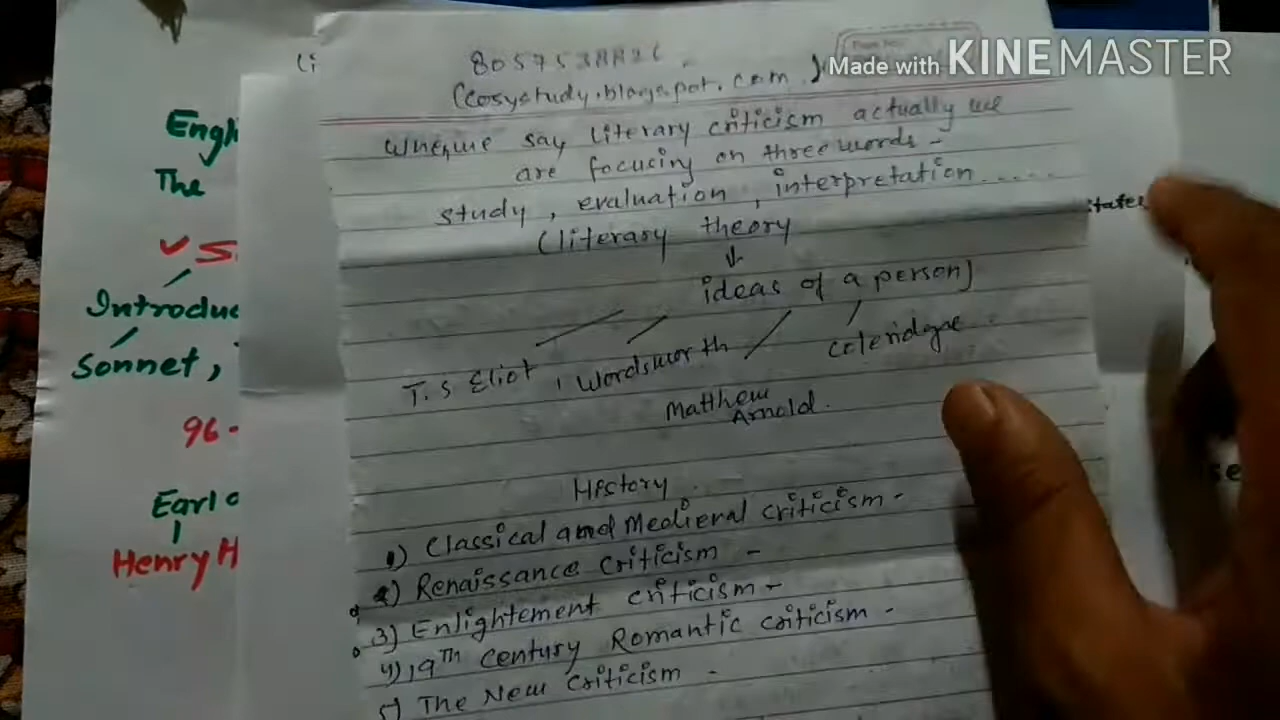 Made with KINEMASTER
(cosystudy.blogspot.com)
When we say literary criticism actually we
are focusing on three words -
study, evaluation, interpretation.....
(literary theory
↓
ideas of a person)
T.S Eliot, Wordsworth
Coleridge
Matthew
Arnold.
History
1) Classical and Medieval criticism -
2) Renaissance criticism -
3) Enlightement criticism -
4) 19TH century Romantic criticism -
5) The New Criticism -
Engl
The
Introduc
Sonnet,
96-
Earl o
Henry H